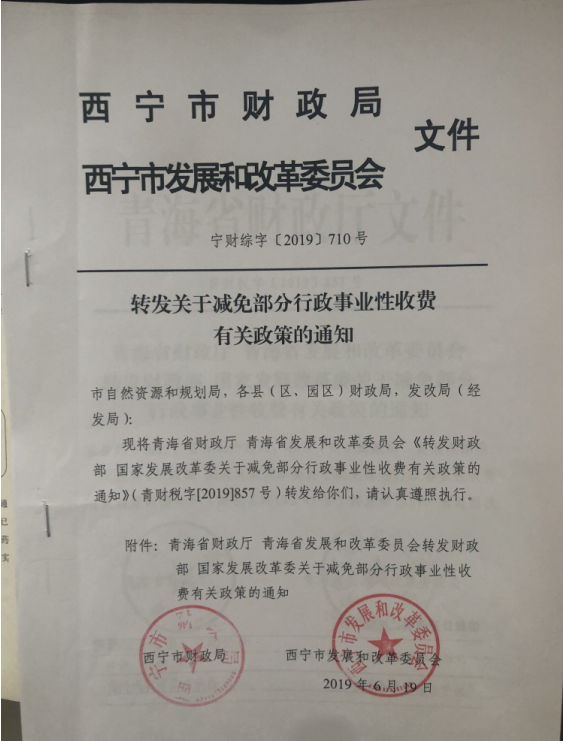 西宁市财政局
文件
西宁市发展和改革委员会
青海省财政厅文件
宁财综字〔2019〕710号
转发关于减免部分行政事业性收费
有关政策的通知
市自然资源和规划局，各县（区、园区）财政局，发改局（经
发局）：
现将青海省财政厅 青海省发展和改革委员会《转发财政
部 国家发展改革委关于减免部分行政事业性收费有关政策的
通知》（青财税字[2019]857号）转发给你们，请认真遵照执行。
附件：青海省财政厅 青海省发展和改革委员会转发财政
部 国家发展改革委关于减免部分行政事业性收
费有关政策的通知
西宁市财政局
西宁市发展和改革委员会
2019年6月19日